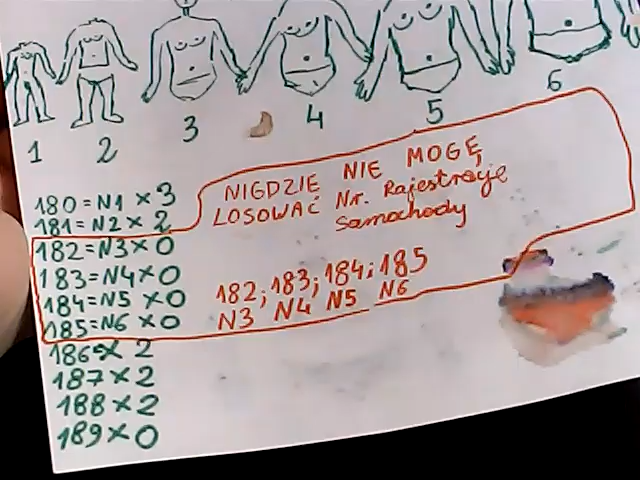 1 2 3 4 5 6
180 = N1 × 3
181 = N2 × 2
182 = N3 × 0
183 = N4 × 0
184 = N5 × 0
185 = N6 × 0
186 × 2
187 × 2
188 × 2
189 × 0
NIGDZIE NIE MOGĘ
LOSOWAĆ Nr. Rajestracje
Samochody
182; 183; 184; 185
N3 N4 N5 N6